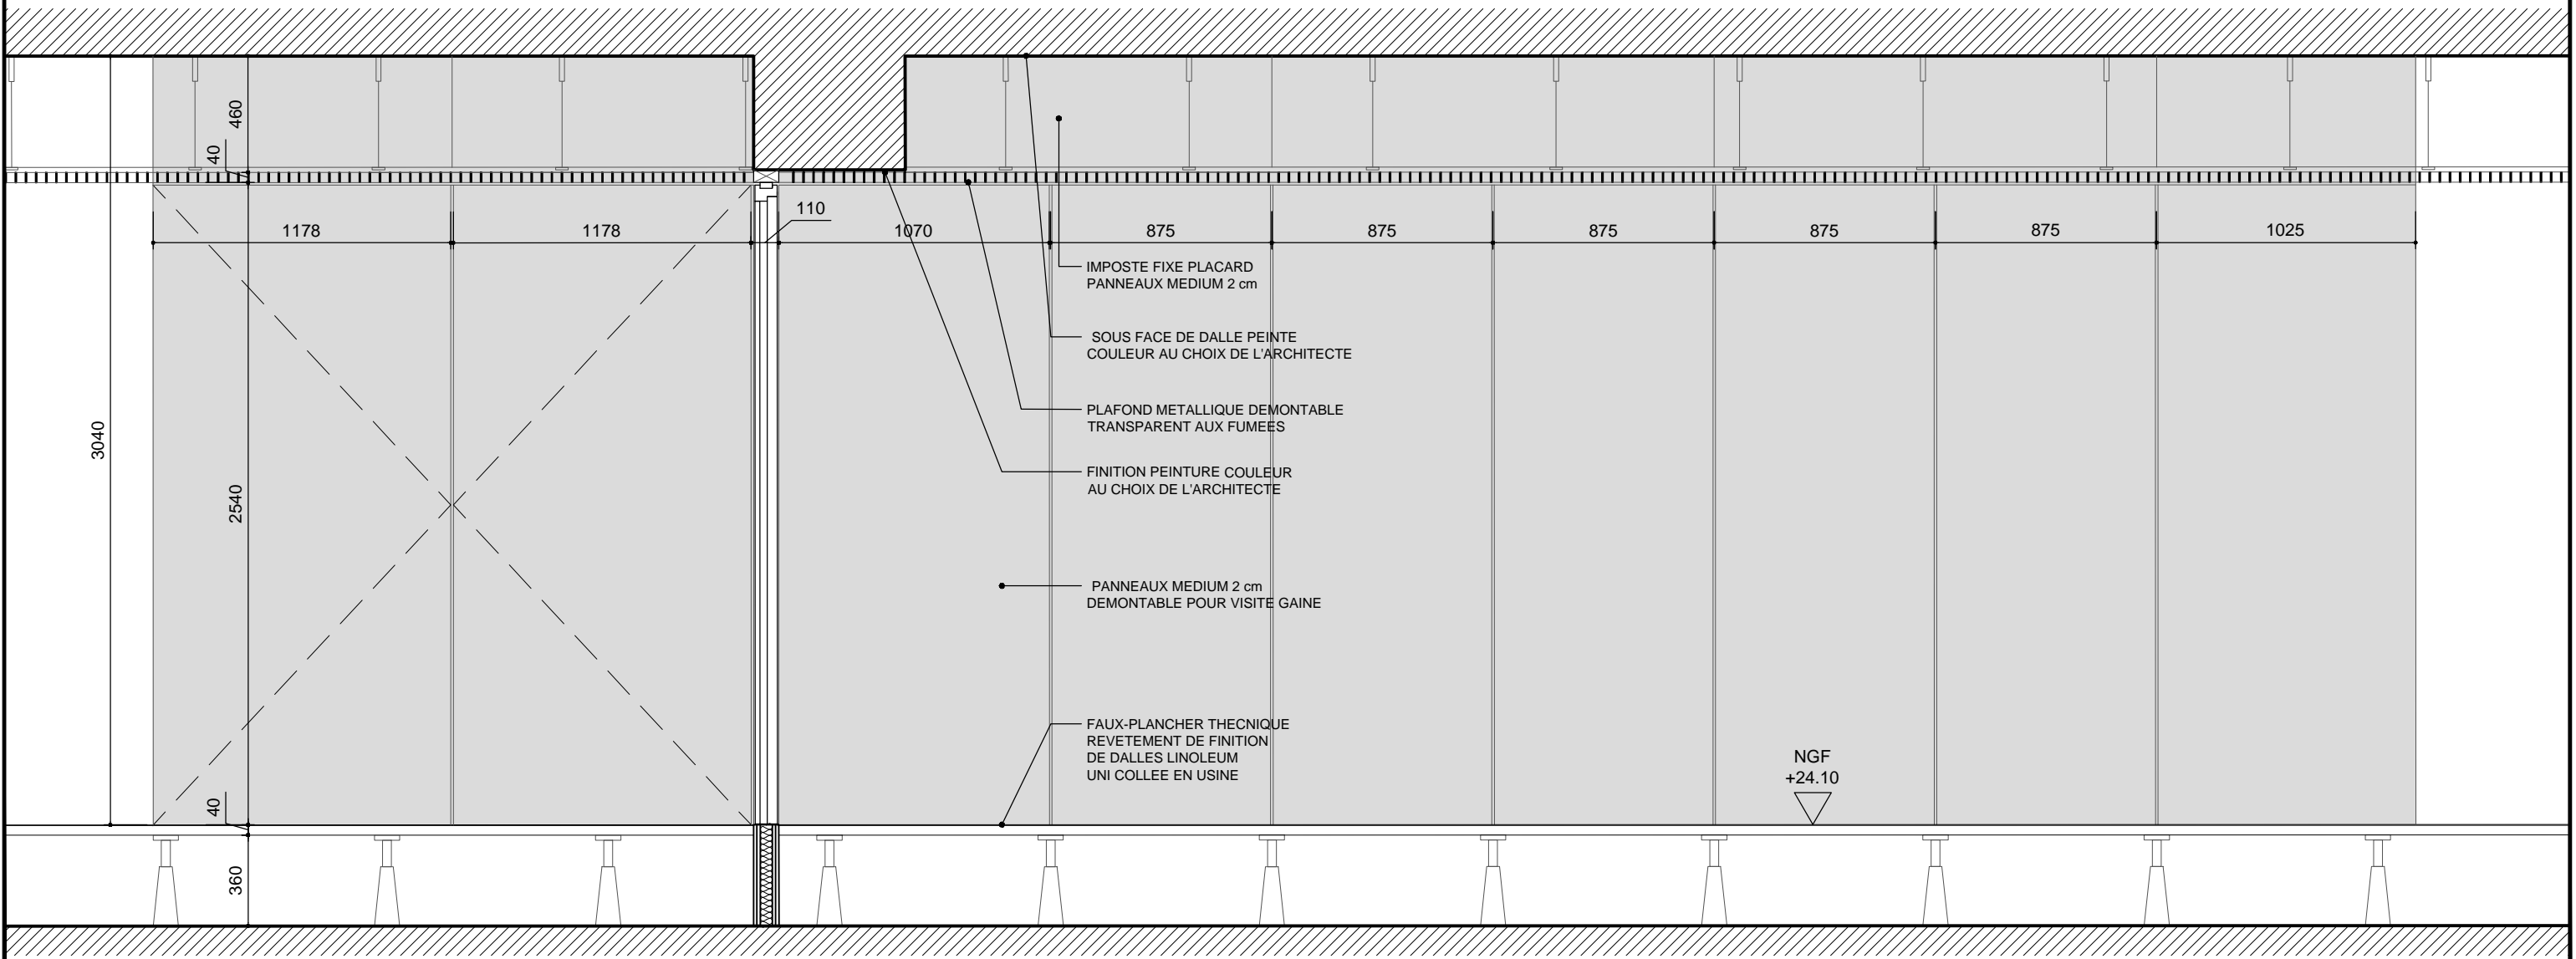 460
40
110
1178
1178
1070
875
875
875
875
875
1025
IMPOSTE FIXE PLACARD
PANNEAUX MEDIUM 2 cm
SOUS FACE DE DALLE PEINTE
COULEUR AU CHOIX DE L'ARCHITECTE
PLAFOND METALLIQUE DEMONTABLE
TRANSPARENT AUX FUMEES
3040
2540
FINITION PEINTURE COULEUR
AU CHOIX DE L'ARCHITECTE
PANNEAUX MEDIUM 2 cm
DEMONTABLE POUR VISITE GAINE
FAUX-PLANCHER THECNIQUE
REVETEMENT DE FINITION
DE DALLES LINOLEUM
UNI COLLEE EN USINE
NGF
+24.10
40
360